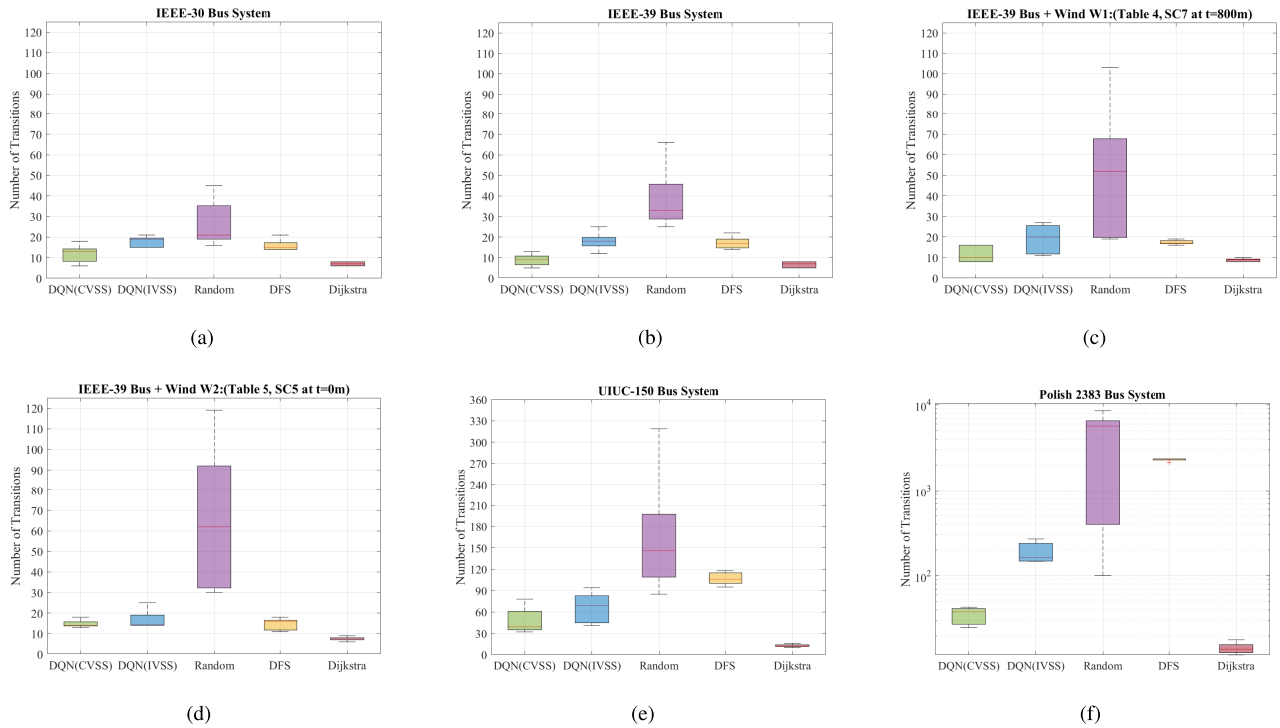 IEEE-30 Bus System
Number of Transitions
120
110
100
90
80
70
60
50
40
30
20
10
0
DQN(CVSS) DQN(IVSS) Random DFS Dijkstra
(a)
IEEE-39 Bus System
Number of Transitions
120
110
100
90
80
70
60
50
40
30
20
10
0
DQN(CVSS) DQN(IVSS) Random DFS Dijkstra
(b)
IEEE-39 Bus + Wind W1:(Table 4, SC7 at t=800m)
Number of Transitions
120
110
100
90
80
70
60
50
40
30
20
10
0
DQN(CVSS) DQN(IVSS) Random DFS Dijkstra
(c)
IEEE-39 Bus + Wind W2:(Table 5, SC5 at t=0m)
Number of Transitions
120
110
100
90
80
70
60
50
40
30
20
10
0
DQN(CVSS) DQN(IVSS) Random DFS Dijkstra
(d)
UIUC-150 Bus System
Number of Transitions
360
330
300
270
240
210
180
150
120
90
60
30
0
DQN(CVSS) DQN(IVSS) Random DFS Dijkstra
(e)
Polish 2383 Bus System
Number of Transitions
10⁴
10³
10²
DQN(CVSS) DQN(IVSS) Random DFS Dijkstra
(f)